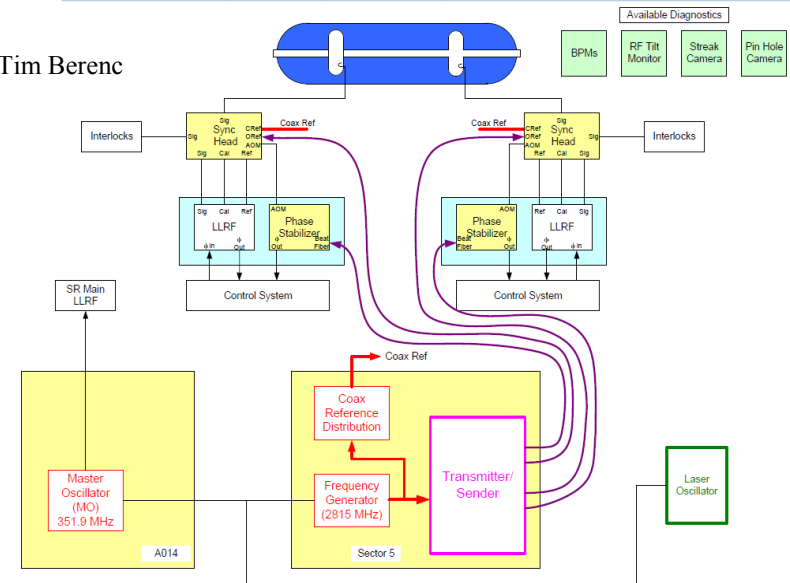 Available Diagnostics
BPMs
RF Tilt
Monitor
Streak
Camera
Pin Hole
Camera
Tim Berenc
Interlocks
Sig
Sync
Head
Sig
CRef
ORef
AOM
Sig Cal Ref
Coax Ref
Coax Ref
Sig
CRef
ORef
AOM
Sync
Head
Sig
Ref Cal Sig
Interlocks
Sig Cal Ref
LLRF
ϕ In
ϕ
Out
AOM
Phase
Stabilizer
ϕ
Out
Beat
Fiber
AOM
Phase
Stabilizer
Beat
Fiber
ϕ
Out
Ref Cal Sig
LLRF
ϕ
Out
ϕ In
Control System
Control System
SR Main
LLRF
Coax Ref
Coax
Reference
Distribution
Master
Oscillator
(MO)
351.9 MHz
A014
Frequency
Generator
(2815 MHz)
Transmitter/
Sender
Sector 5
Laser
Oscillator